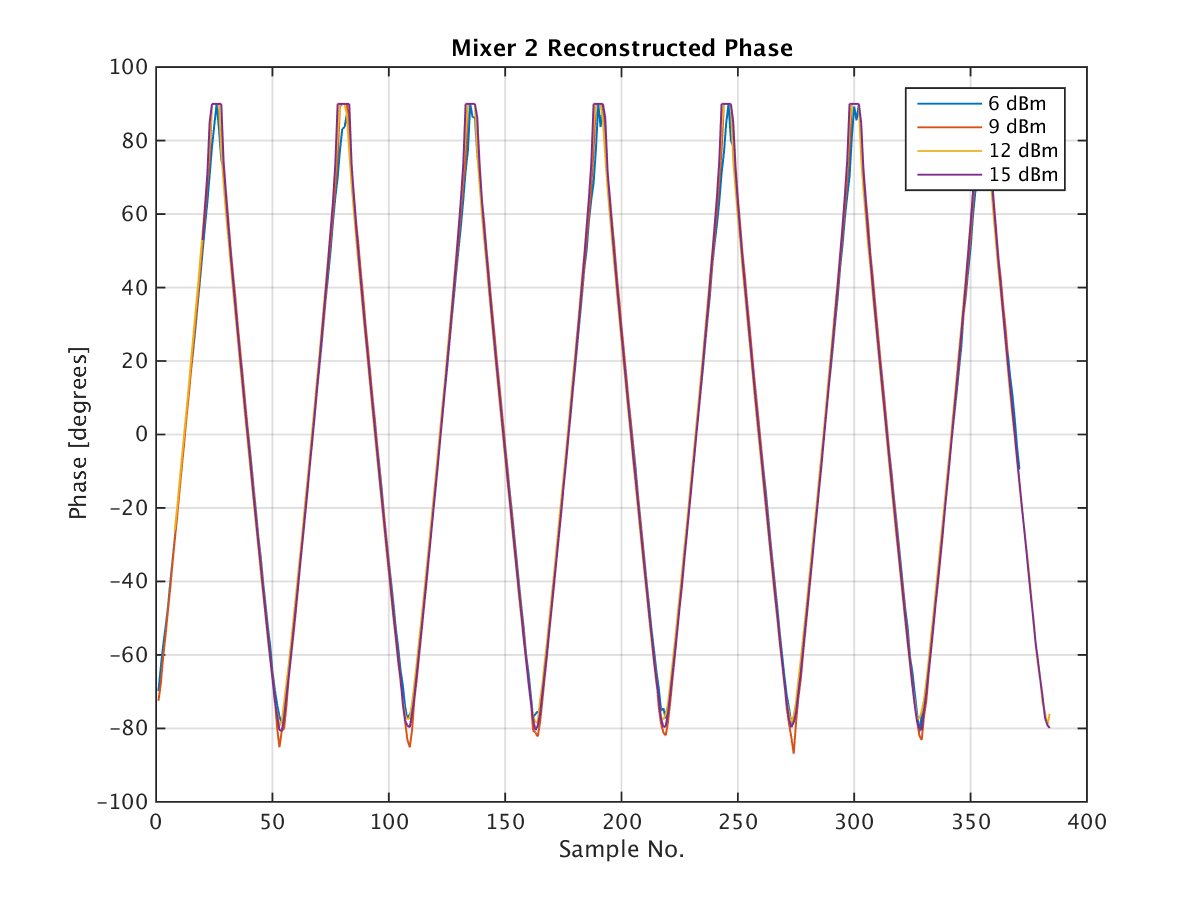 Mixer 2 Reconstructed Phase
100
80
60
40
20
0
−20
−40
−60
−80
−100
Phase [degrees]
6 dBm
9 dBm
12 dBm
15 dBm
0 50 100 150 200 250 300 350 400
Sample No.